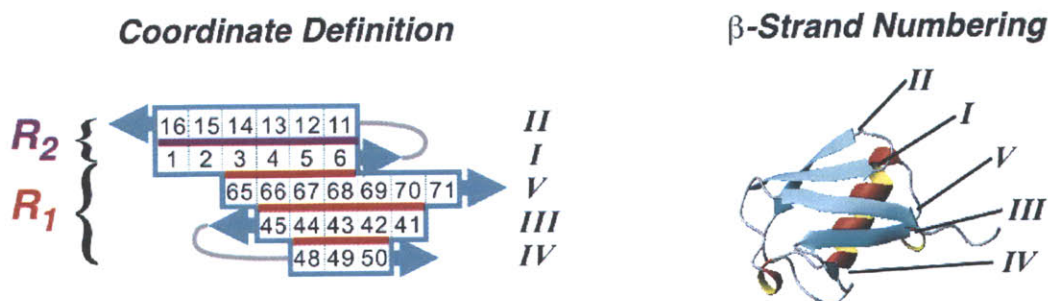 Coordinate Definition
β-Strand Numbering
R2
R1
16 15 14 13 12 11
1 2 3 4 5 6
65 66 67 68 69 70 71
45 44 43 42 41
48 49 50
II
I
V
III
IV
II
I
V
III
IV